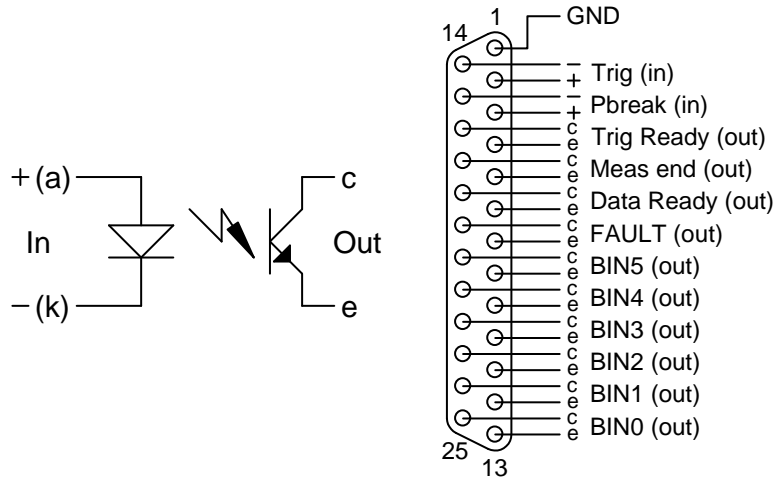 + (a)
In
− (k)
c
Out
e
14
1
GND
−
+ Trig (in)
−
+ Pbreak (in)
c
e Trig Ready (out)
c
e Meas end (out)
c
e Data Ready (out)
c
e FAULT (out)
c
e BIN5 (out)
c
e BIN4 (out)
c
e BIN3 (out)
c
e BIN2 (out)
c
e BIN1 (out)
c
e BIN0 (out)
25
13